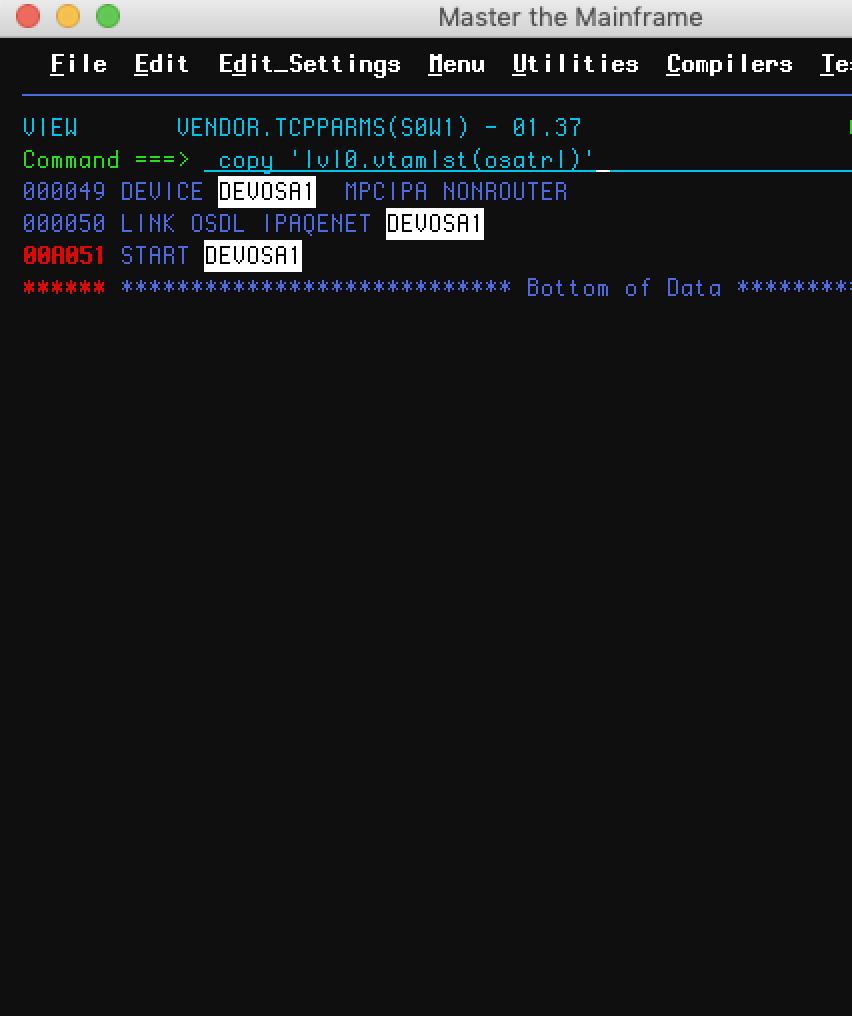 Master the Mainframe
File Edit Edit_Settings Menu Utilities Compilers Te
VIEW VENDOR.TCPPARMS(S0W1) - 01.37
Command ===> copy 'lvl0.vtamlst(osatrl)'
000049 DEVICE DEVOSA1 MPCIPA NONROUTER
000050 LINK OSDL IPAQENET DEVOSA1
00A051 START DEVOSA1
****** **************************** Bottom of Data ********